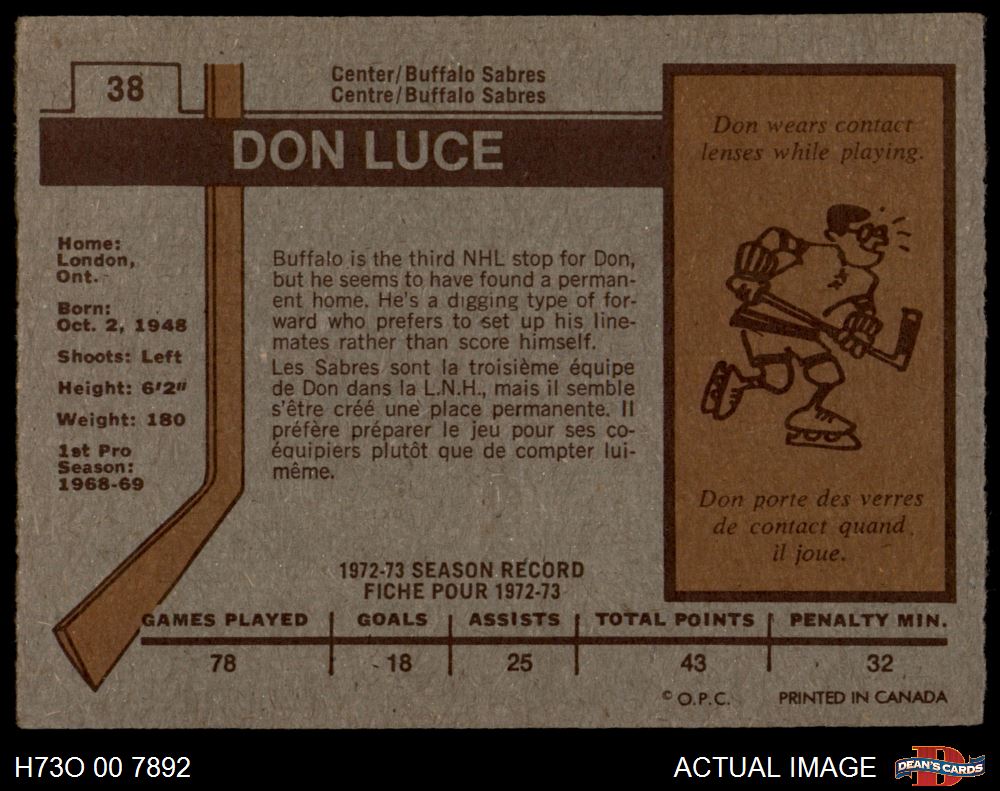 38
Center/Buffalo Sabres
Centre/Buffalo Sabres
DON LUCE
Home:
London,
Ont.
Born:
Oct. 2, 1948
Shoots: Left
Height: 6'2"
Weight: 180
1st Pro
Season:
1968-69
Buffalo is the third NHL stop for Don,
but he seems to have found a perman-
ent home. He's a digging type of for-
ward who prefers to set up his line-
mates rather than score himself.
Les Sabres sont la troisième équipe
de Don dans la L.N.H., mais il semble
s'être créé une place permanente. Il
préfère préparer le jeu pour ses co-
équipiers plutôt que de compter lui-
même.
Don wears contact
lenses while playing.
Don porte des verres
de contact quand
il joue.
1972-73 SEASON RECORD
FICHE POUR 1972-73
GAMES PLAYED GOALS ASSISTS TOTAL POINTS PENALTY MIN.
78 18 25 43 32
© O.P.C. PRINTED IN CANADA
H73O 00 7892
ACTUAL IMAGE
D
DEAN'S CARDS